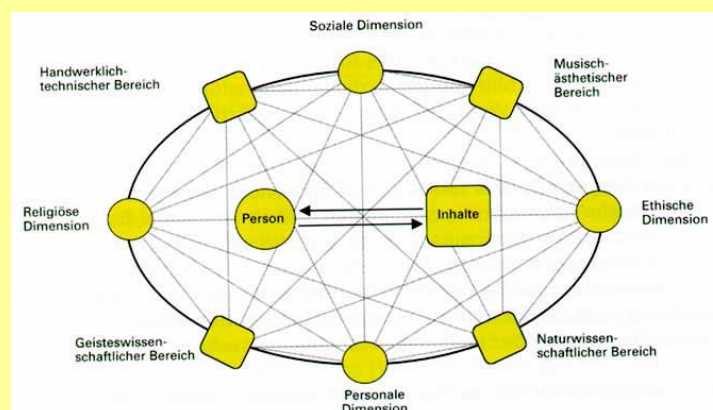 Soziale Dimension
Handwerklich-
technischer Bereich
Musisch-
ästhetischer
Bereich
Religiöse
Dimension
Person
Inhalte
Ethische
Dimension
Geisteswissen-
schaftlicher Bereich
Naturwissen-
schaftlicher Bereich
Personale
Dimension